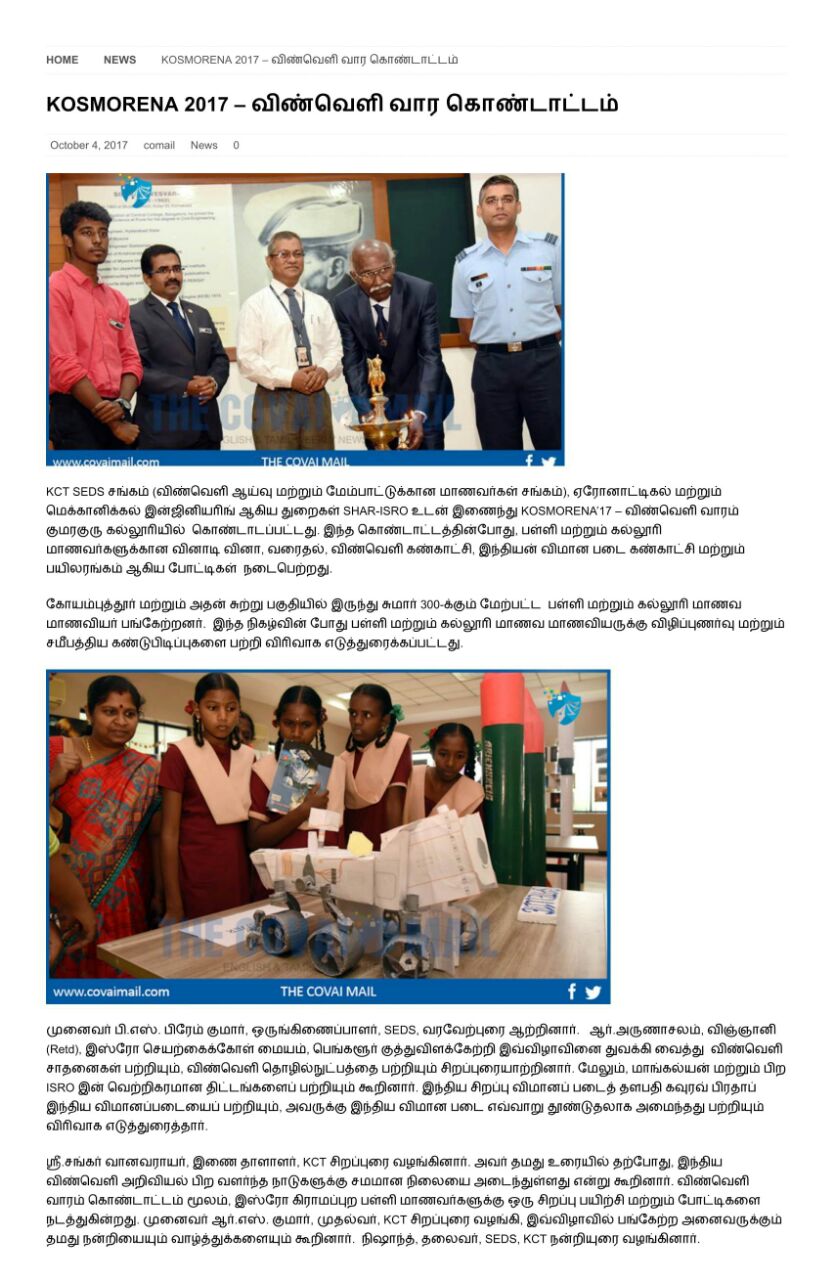 HOME NEWS KOSMORENA 2017 – விண்வெளி வார கொண்டாட்டம்
KOSMORENA 2017 – விண்வெளி வார கொண்டாட்டம்
October 4, 2017 comail News 0
THE COVAI MAIL
www.covaimail.com THE COVAI MAIL
KCT SEDS சங்கம் (விண்வெளி ஆய்வு மற்றும் மேம்பாட்டுக்கான மாணவர்கள் சங்கம்), ஏரோனாட்டிகல் மற்றும்
மெக்கானிக்கல் இன்ஜினியரிங் ஆகிய துறைகள் SHAR-ISRO உடன் இணைந்து KOSMORENA’17 – விண்வெளி வாரம்
குமரகுரு கல்லூரியில் கொண்டாடப்பட்டது. இந்த கொண்டாட்டத்தின்போது, பள்ளி மற்றும் கல்லூரி
மாணவர்களுக்கான வினாடி வினா, வரைதல், விண்வெளி கண்காட்சி, இந்தியன் விமான படை கண்காட்சி மற்றும்
பயிலரங்கம் ஆகிய போட்டிகள் நடைபெற்றது.
கோயம்புத்தூர் மற்றும் அதன் சுற்று பகுதியில் இருந்து சுமார் 300-க்கும் மேற்பட்ட பள்ளி மற்றும் கல்லூரி மாணவ
மாணவியர் பங்கேற்றனர். இந்த நிகழ்வின் போது பள்ளி மற்றும் கல்லூரி மாணவ மாணவியருக்கு விழிப்புணர்வு மற்றும்
சமீபத்திய கண்டுபிடிப்புகளை பற்றி விரிவாக எடுத்துரைக்கப்பட்டது.
THE COVAI MAIL
www.covaimail.com THE COVAI MAIL
முனைவர் பி.எஸ். பிரேம் குமார், ஒருங்கிணைப்பாளர், SEDS, வரவேற்புரை ஆற்றினார். ஆர்.அருணாசலம், விஞ்ஞானி
(Retd), இஸ்ரோ செயற்கைக்கோள் மையம், பெங்களூர் குத்துவிளக்கேற்றி இவ்விழாவினை துவக்கி வைத்து விண்வெளி
சாதனைகள் பற்றியும், விண்வெளி தொழில்நுட்பத்தை பற்றியும் சிறப்புரையாற்றினார். மேலும், மாங்கல்யன் மற்றும் பிற
ISRO இன் வெற்றிகரமான திட்டங்களைப் பற்றியும் கூறினார். இந்திய சிறப்பு விமானப் படைத் தளபதி கவுரவ் பிரதாப்
இந்திய விமானப்படையைப் பற்றியும், அவருக்கு இந்திய விமான படை எவ்வாறு தூண்டுதலாக அமைந்தது பற்றியும்
விரிவாக எடுத்துரைத்தார்.
ஸ்ரீ.சங்கர் வானவராயர், இணை தாளாளர், KCT சிறப்புரை வழங்கினார். அவர் தமது உரையில் தற்போது, இந்திய
விண்வெளி அறிவியல் பிற வளர்ந்த நாடுகளுக்கு சமமான நிலையை அடைந்துள்ளது என்று கூறினார். விண்வெளி
வாரம் கொண்டாட்டம் மூலம், இஸ்ரோ கிராமப்புற பள்ளி மாணவர்களுக்கு ஒரு சிறப்பு பயிற்சி மற்றும் போட்டிகளை
நடத்துகின்றது. முனைவர் ஆர்.எஸ். குமார், முதல்வர், KCT சிறப்புரை வழங்கி, இவ்விழாவில் பங்கேற்ற அனைவருக்கும்
தமது நன்றியையும் வாழ்த்துக்களையும் கூறினார். நிஷாந்த், தலைவர், SEDS, KCT நன்றியுரை வழங்கினார்.